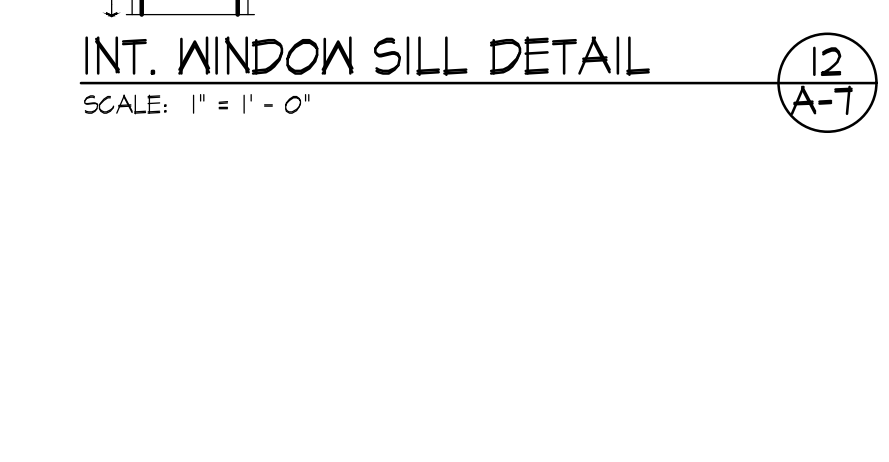 INT. WINDOW SILL DETAIL
12
SCALE: 1" = 1' - 0"
A-7